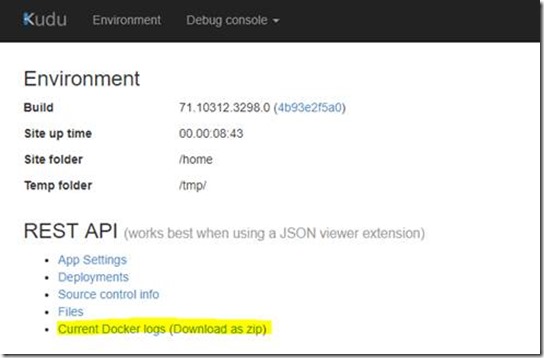 Kudu Environment Debug console
Environment
Build 71.10312.3298.0 (4b93e2f5a0)
Site up time 00.00:08:43
Site folder /home
Temp folder /tmp/
REST API (works best when using a JSON viewer extension)
App Settings
Deployments
Source control info
Files
Current Docker logs (Download as zip)